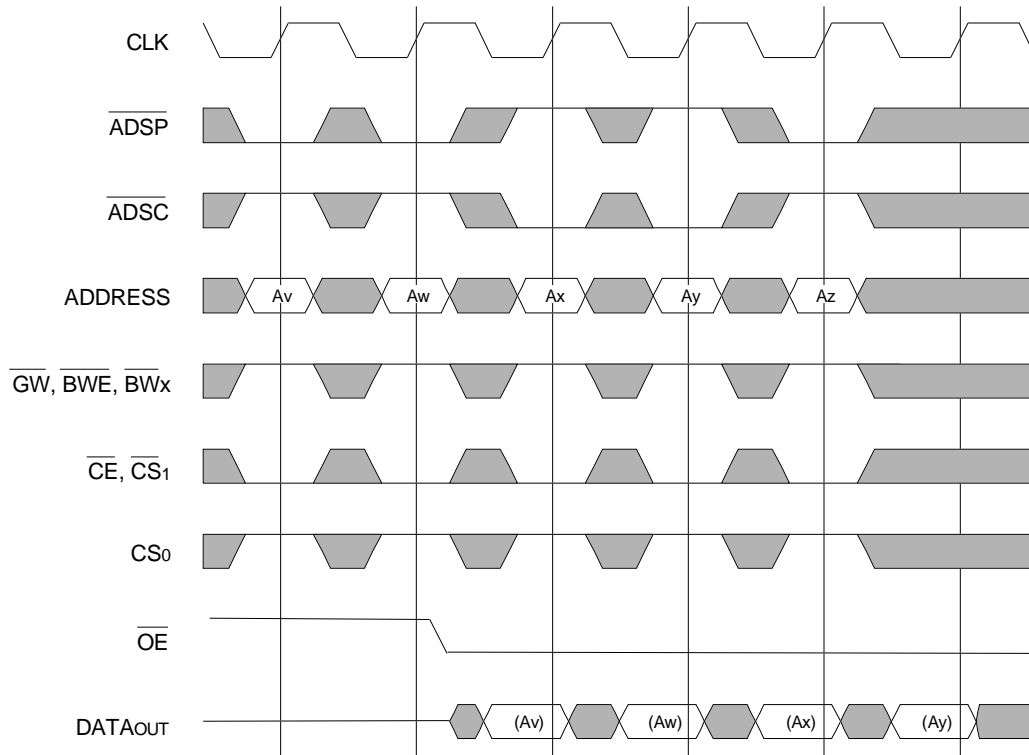 CLK
ADSP
ADSC
ADDRESS Av Aw Ax Ay Az
GW, BWE, BWx
CE, CS1
CS0
OE
DATAOUT (Av) (Aw) (Ax) (Ay)